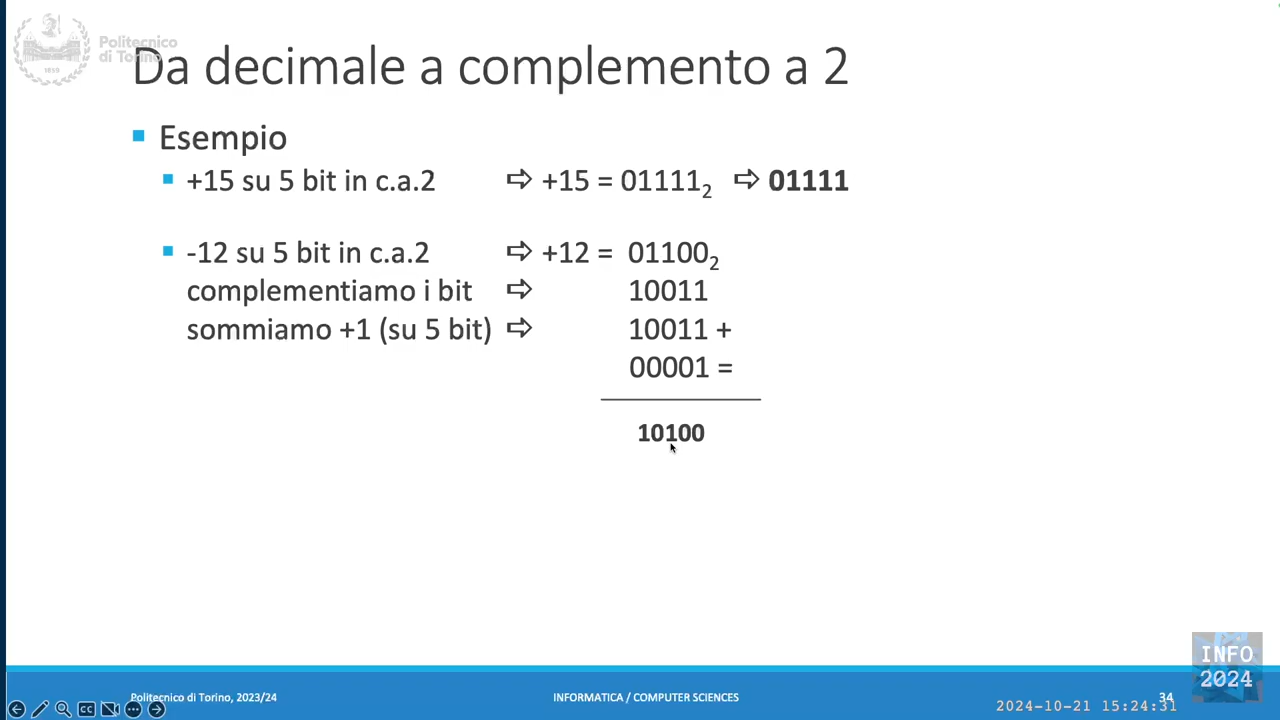 Politecnico
di Torino
1859
Da decimale a complemento a 2
Esempio
+15 su 5 bit in c.a.2 ⇨ +15 = 01111₂ ⇨ 01111
-12 su 5 bit in c.a.2 ⇨ +12 = 01100₂
complementiamo i bit ⇨ 10011
sommiamo +1 (su 5 bit) ⇨ 10011 +
00001 =
10100
INFO
2024
Politecnico di Torino, 2023/24 INFORMATICA / COMPUTER SCIENCES 34
CC
2024-10-21 15:24:31